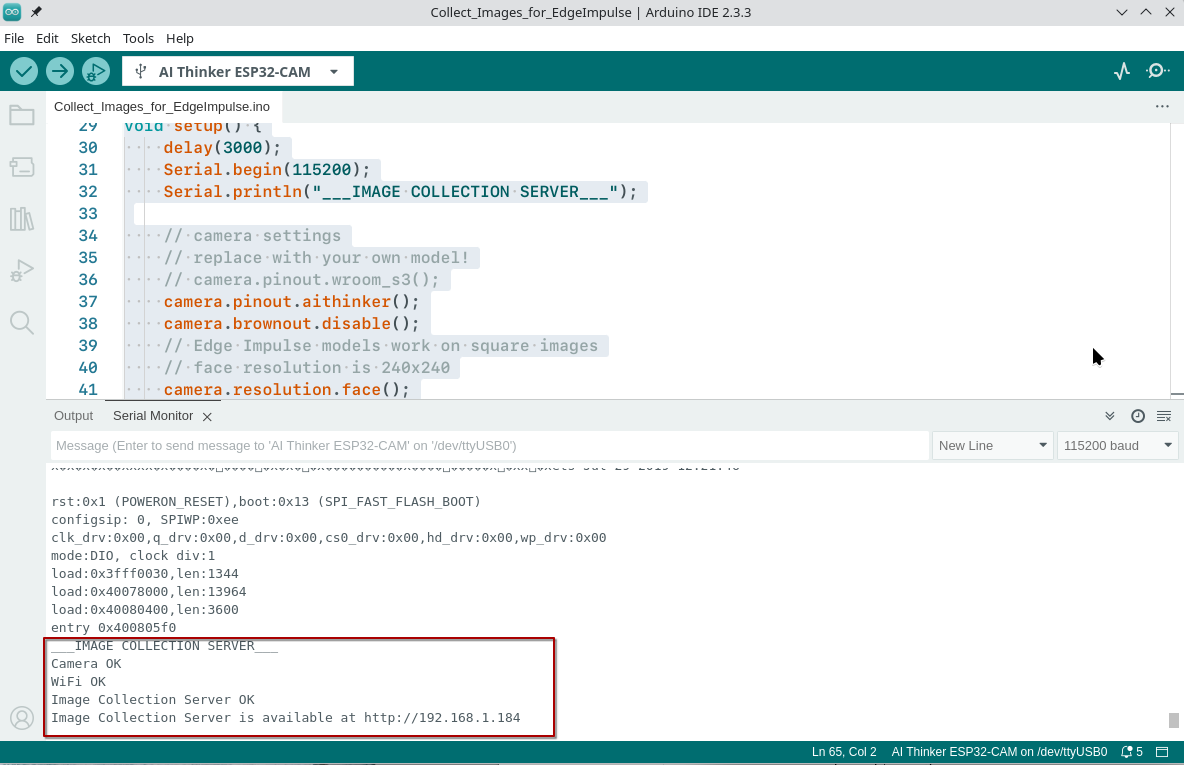 Collect_Images_for_EdgeImpulse | Arduino IDE 2.3.3
File Edit Sketch Tools Help
AI Thinker ESP32-CAM
Collect_Images_for_EdgeImpulse.ino
29 void setup() {
30 delay(3000);
31 Serial.begin(115200);
32 Serial.println("___IMAGE COLLECTION SERVER___");
33
34 // camera settings
35 // replace with your own model!
36 // camera.pinout.wroom_s3();
37 camera.pinout.aithinker();
38 camera.brownout.disable();
39 // Edge Impulse models work on square images
40 // face resolution is 240x240
41 camera.resolution.face();
Output Serial Monitor
Message (Enter to send message to 'AI Thinker ESP32-CAM' on '/dev/ttyUSB0')
New Line
115200 baud
rst:0x1 (POWERON_RESET),boot:0x13 (SPI_FAST_FLASH_BOOT)
configsip: 0, SPIWP:0xee
clk_drv:0x00,q_drv:0x00,d_drv:0x00,cs0_drv:0x00,hd_drv:0x00,wp_drv:0x00
mode:DIO, clock div:1
load:0x3fff0030,len:1344
load:0x40078000,len:13964
load:0x40080400,len:3600
entry 0x400805f0
___IMAGE COLLECTION SERVER___
Camera OK
WiFi OK
Image Collection Server OK
Image Collection Server is available at http://192.168.1.184
Ln 65, Col 2 AI Thinker ESP32-CAM on /dev/ttyUSB0 5